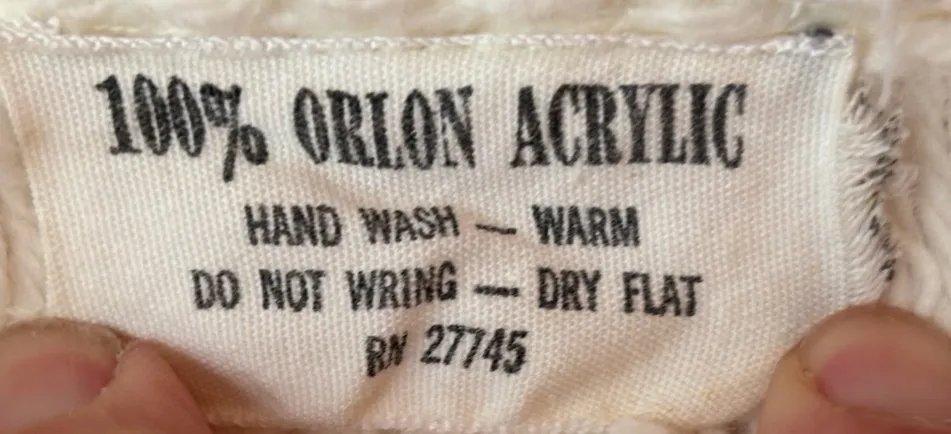 100% ORLON ACRYLIC
HAND WASH — WARM
DO NOT WRING — DRY FLAT
RN 27745